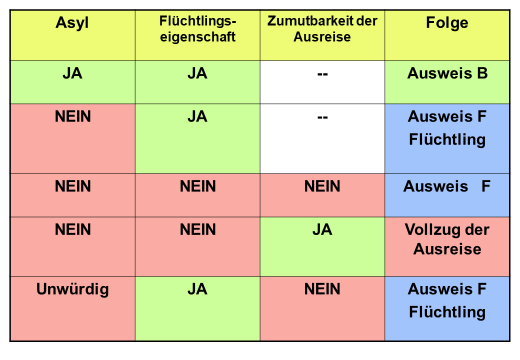 Asyl
Flüchtlings-
eigenschaft
Zumutbarkeit der
Ausreise
Folge
JA
JA
--
Ausweis B
NEIN
JA
--
Ausweis F
Flüchtling
NEIN
NEIN
NEIN
Ausweis F
NEIN
NEIN
JA
Vollzug der
Ausreise
Unwürdig
JA
NEIN
Ausweis F
Flüchtling